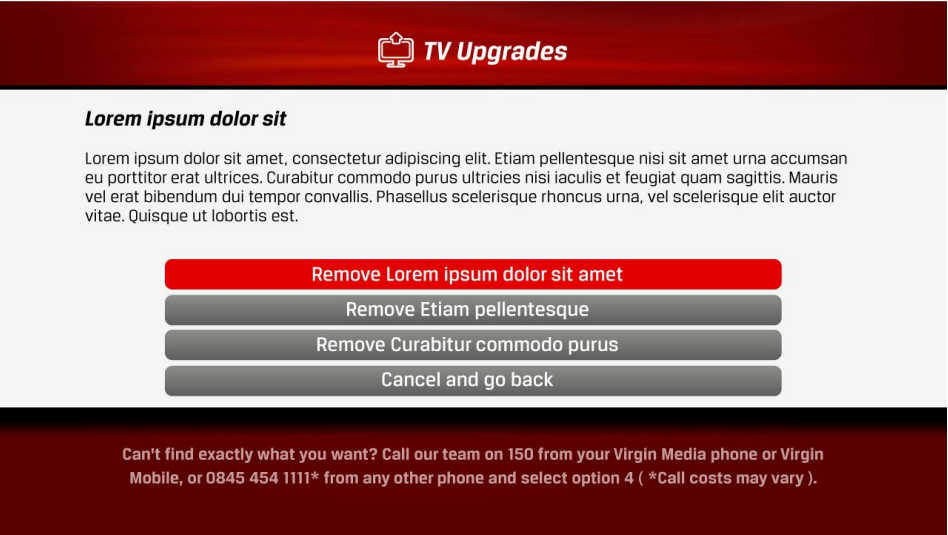 TV Upgrades
Lorem ipsum dolor sit
Lorem ipsum dolor sit amet, consectetur adipiscing elit. Etiam pellentesque nisi sit amet urna accumsan
eu porttitor erat ultrices. Curabitur commodo purus ultricies nisi iaculis et feugiat quam sagittis. Mauris
vel erat bibendum dui tempor convallis. Phasellus scelerisque rhoncus urna, vel scelerisque elit auctor
vitae. Quisque ut lobortis est.
Remove Lorem ipsum dolor sit amet
Remove Etiam pellentesque
Remove Curabitur commodo purus
Cancel and go back
Can't find exactly what you want? Call our team on 150 from your Virgin Media phone or Virgin
Mobile, or 0845 454 1111* from any other phone and select option 4 ( *Call costs may vary ).